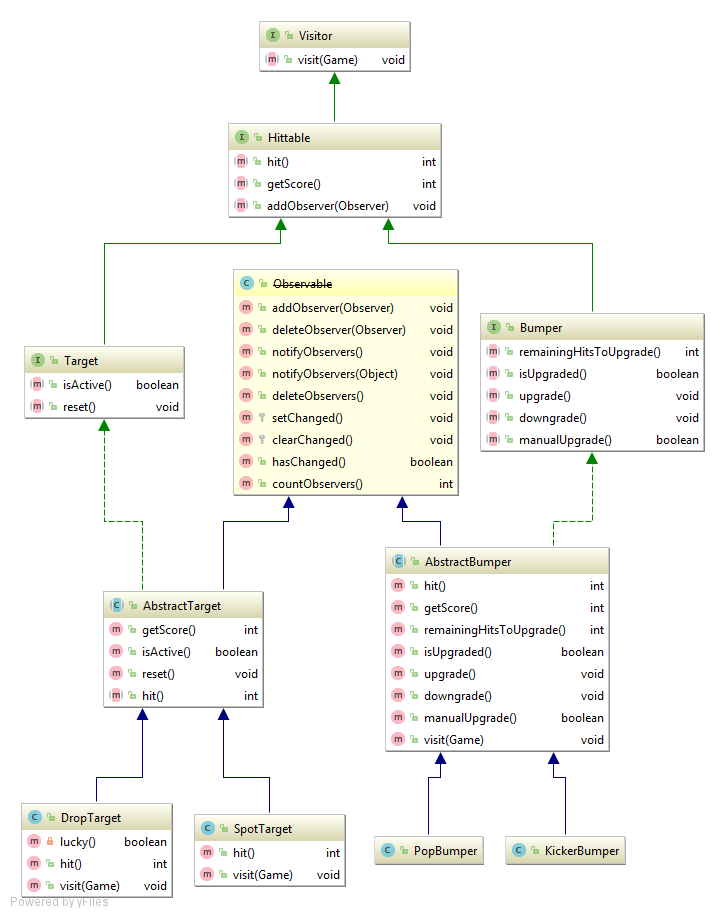 Visitor
visit(Game) void
Hittable
hit() int
getScore() int
addObserver(Observer) void
Observable
addObserver(Observer) void
deleteObserver(Observer) void
notifyObservers() void
notifyObservers(Object) void
deleteObservers() void
setChanged() void
clearChanged() void
hasChanged() boolean
countObservers() int
Target
isActive() boolean
reset() void
Bumper
remainingHitsToUpgrade() int
isUpgraded() boolean
upgrade() void
downgrade() void
manualUpgrade() boolean
AbstractTarget
getScore() int
isActive() boolean
reset() void
hit() int
AbstractBumper
hit() int
getScore() int
remainingHitsToUpgrade() int
isUpgraded() boolean
upgrade() void
downgrade() void
manualUpgrade() boolean
visit(Game) void
DropTarget
lucky() boolean
hit() int
visit(Game) void
SpotTarget
hit() int
visit(Game) void
PopBumper
KickerBumper
Powered by yFiles